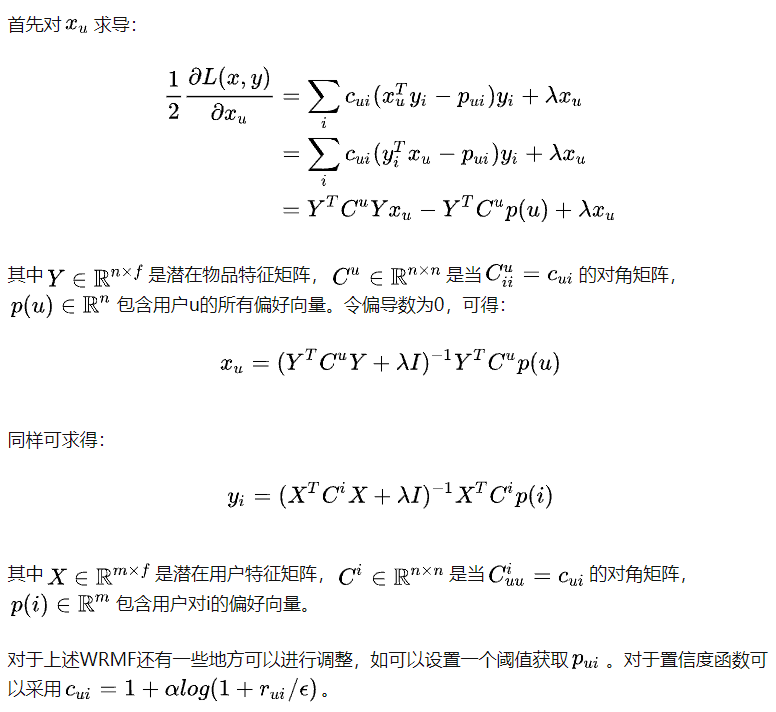 首先对 $x_u$ 求导：
$\frac{1}{2}\frac{\partial L(x,y)}{\partial x_u} = \sum_i c_{ui}(x_u^T y_i - p_{ui})y_i + \lambda x_u$
$= \sum_i c_{ui}(y_i^T x_u - p_{ui})y_i + \lambda x_u$
$= Y^T C^u Y x_u - Y^T C^u p(u) + \lambda x_u$
其中 $Y \in \mathbb{R}^{n \times f}$ 是潜在物品特征矩阵， $C^u \in \mathbb{R}^{n \times n}$ 是当 $C_{ii}^u = c_{ui}$ 的对角矩阵，
$p(u) \in \mathbb{R}^n$ 包含用户u的所有偏好向量。令偏导数为0，可得：
$x_u = (Y^T C^u Y + \lambda I)^{-1} Y^T C^u p(u)$
同样可求得：
$y_i = (X^T C^i X + \lambda I)^{-1} X^T C^i p(i)$
其中 $X \in \mathbb{R}^{m \times f}$ 是潜在用户特征矩阵， $C^i \in \mathbb{R}^{n \times n}$ 是当 $C_{uu}^i = c_{ui}$ 的对角矩阵，
$p(i) \in \mathbb{R}^m$ 包含用户对i的偏好向量。
对于上述WRMF还有一些地方可以进行调整，如可以设置一个阈值获取 $p_{ui}$ 。对于置信度函数可
以采用 $c_{ui} = 1 + \alpha log(1 + r_{ui}/\epsilon)$ 。